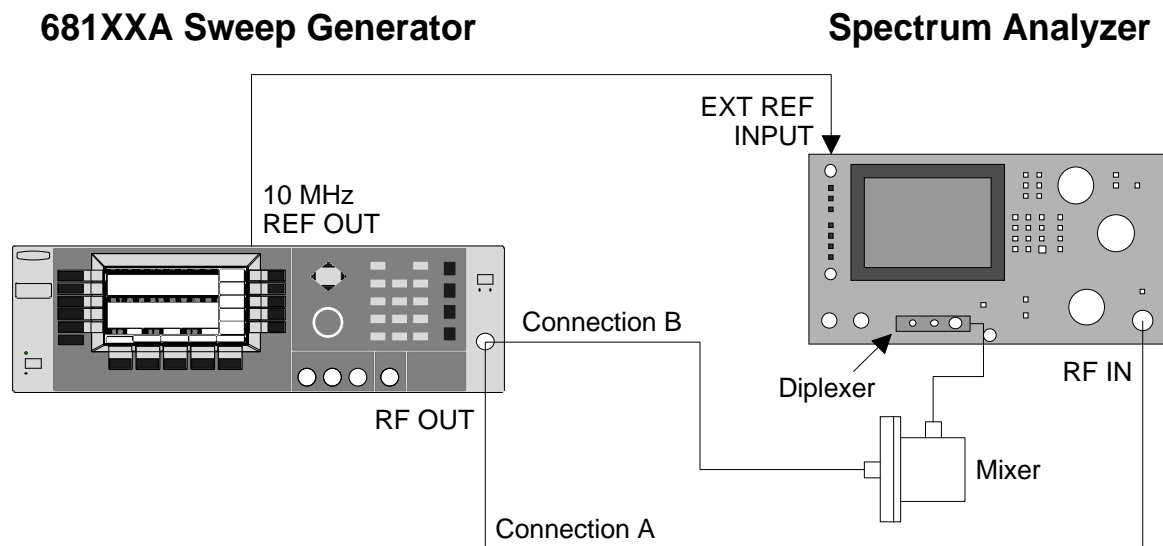 681XXA Sweep Generator
Spectrum Analyzer
EXT REF
INPUT
10 MHz
REF OUT
Connection B
Diplexer
RF IN
RF OUT
Mixer
Connection A